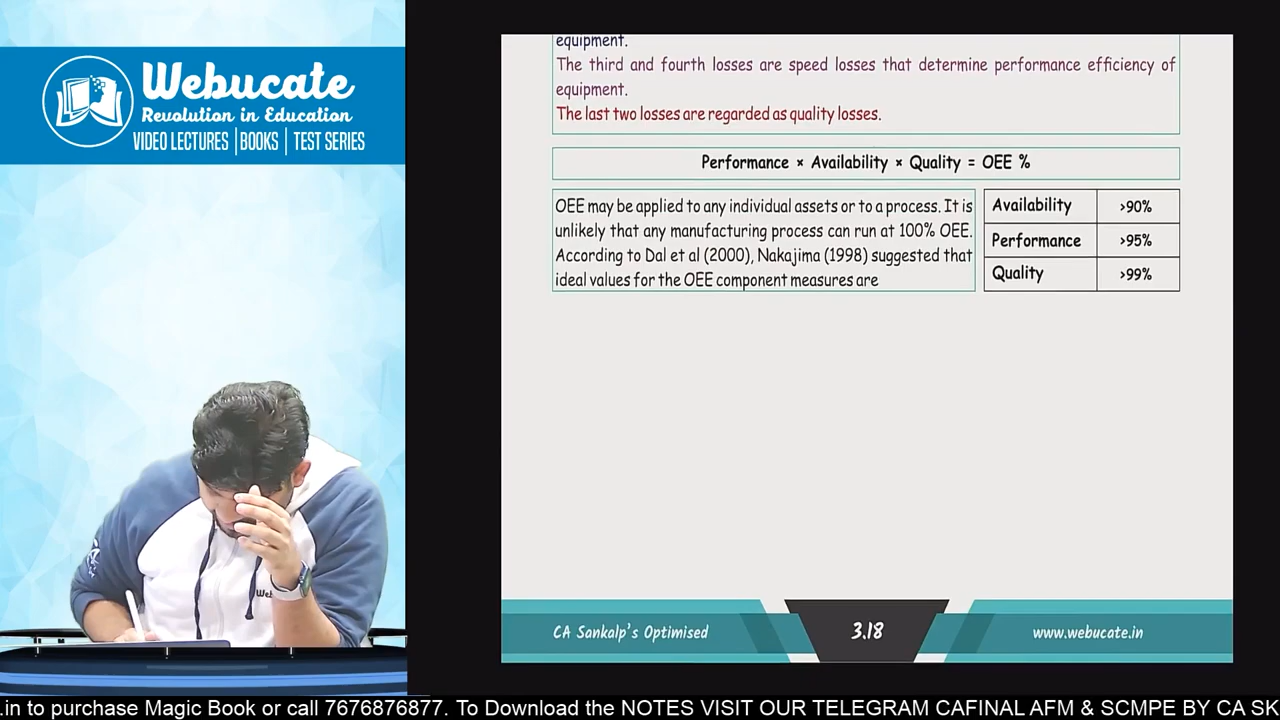 Webucate
Revolution in Education
VIDEO LECTURES | BOOKS | TEST SERIES
equipment.
The third and fourth losses are speed losses that determine performance efficiency of
equipment.
The last two losses are regarded as quality losses.
Performance × Availability × Quality = OEE %
OEE may be applied to any individual assets or to a process. It is
unlikely that any manufacturing process can run at 100% OEE.
According to Dal et al (2000), Nakajima (1998) suggested that
ideal values for the OEE component measures are
Availability >90%
Performance >95%
Quality >99%
CA Sankalp's Optimised
3.18
www.webucate.in
.in to purchase Magic Book or call 7676876877. To Download the NOTES VISIT OUR TELEGRAM CAFINAL AFM & SCMPE BY CA SK